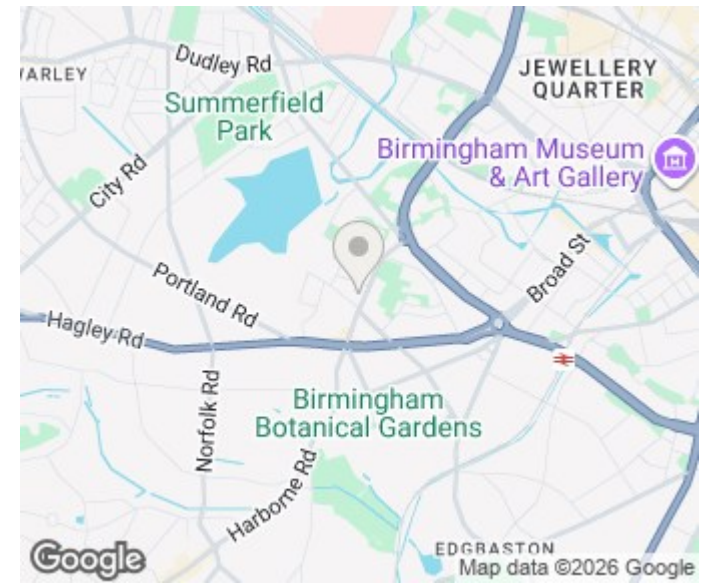 Dudley Rd
JEWELLERY
QUARTER
Summerfield
Park
City Rd
Birmingham Museum
& Art Gallery
Broad St
Portland Rd
Hagley Rd
Norfolk Rd
Birmingham
Botanical Gardens
Harborne Rd
EDGBASTON
Google
Map data ©2026 Google